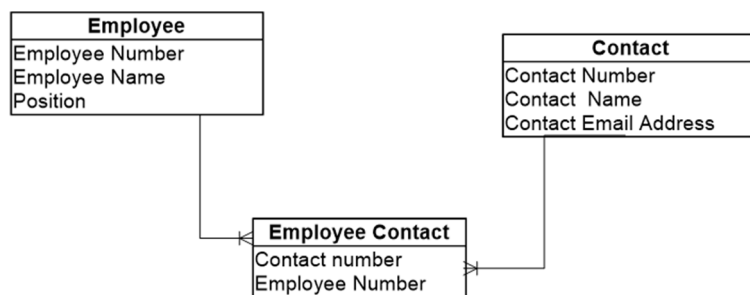 Employee
Employee Number
Employee Name
Position
Contact
Contact Number
Contact  Name
Contact Email Address
Employee Contact
Contact number
Employee Number